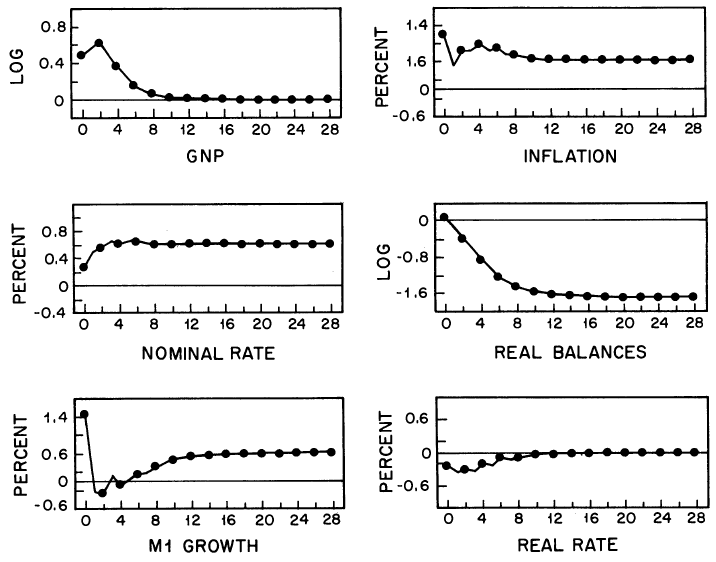 LOG
0.8
0.4
0
0 4 8 12 16 20 24 28
GNP
PERCENT
1.4
1.6
0
-0.6
0 4 8 12 16 20 24 28
INFLATION
PERCENT
0.8
0.4
0
-0.4
0 4 8 12 16 20 24 28
NOMINAL RATE
LOG
0
-0.8
-1.6
0 4 8 12 16 20 24 28
REAL BALANCES
PERCENT
1.4
0.6
0
-0.6
0 4 8 12 16 20 24 28
M1 GROWTH
PERCENT
0.6
0
-0.6
0 4 8 12 16 20 24 28
REAL RATE